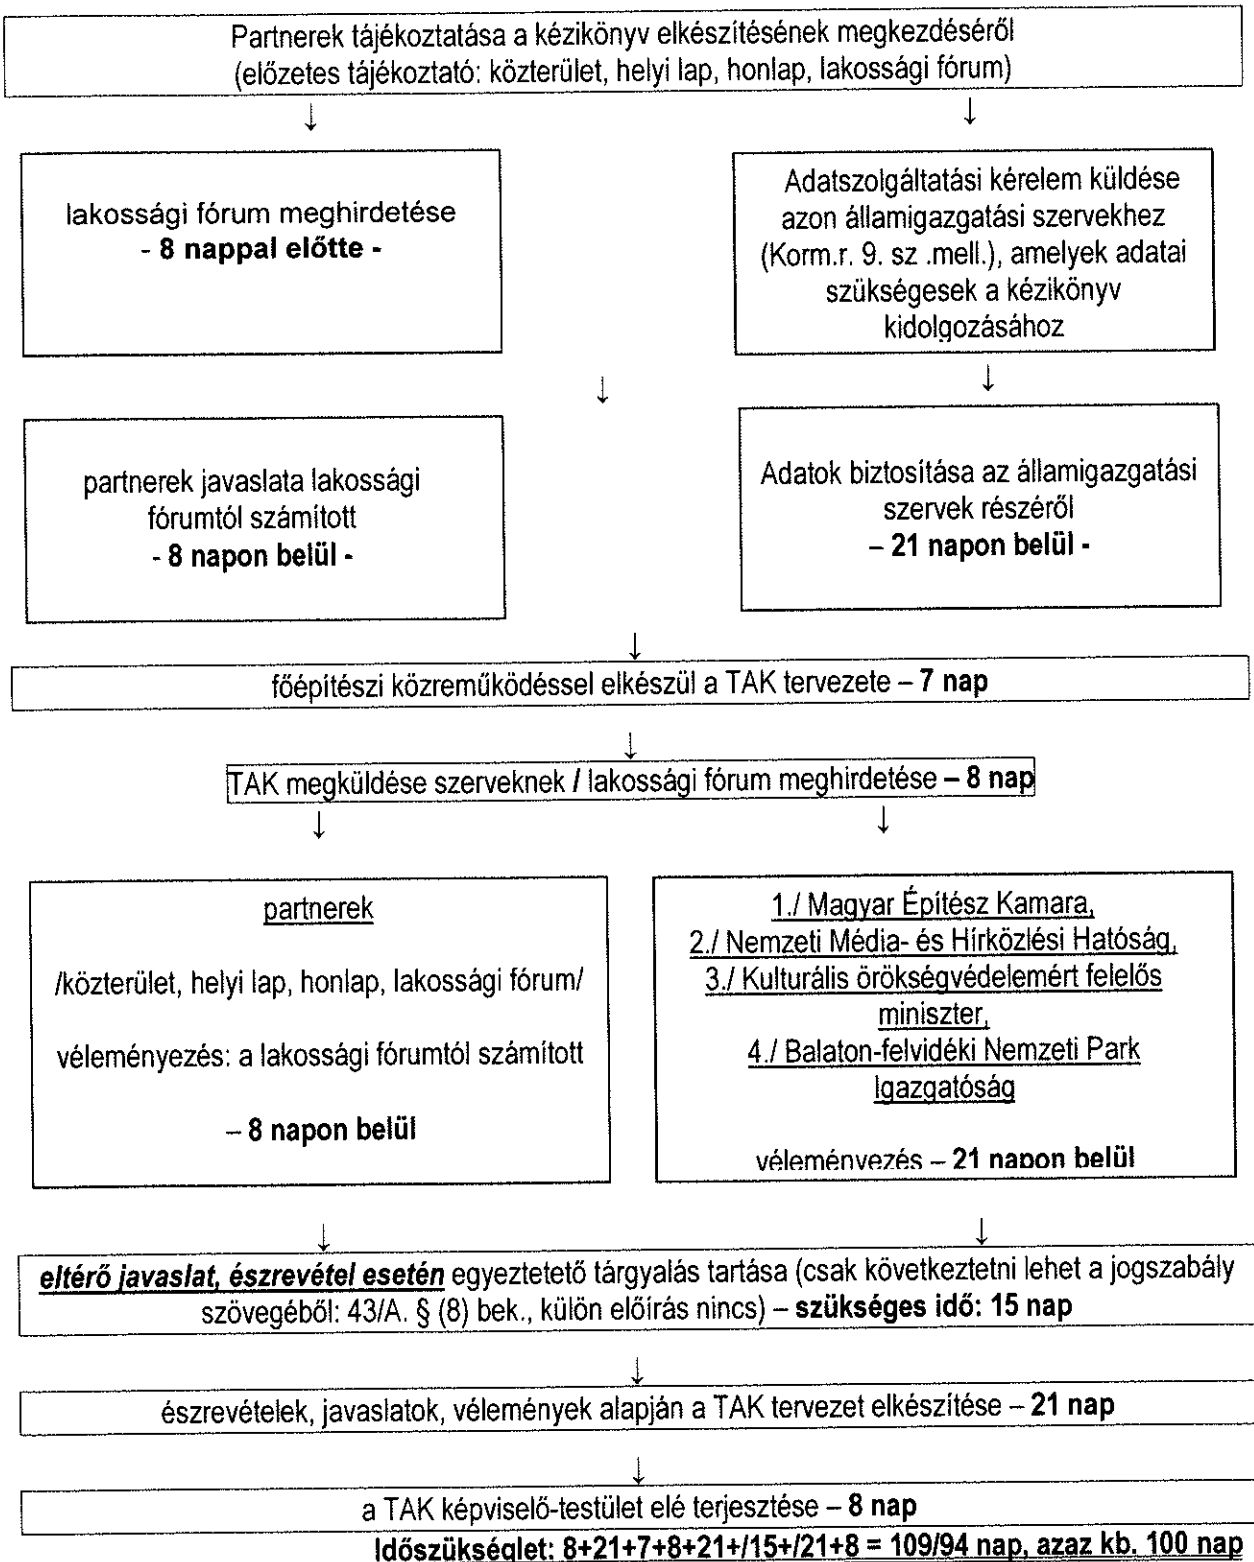 Partnerek tájékoztatása a kézikönyv elkészítésének megkezdéséről
(előzetes tájékoztató: közterület, helyi lap, honlap, lakossági fórum)
↓ ↓
lakossági fórum meghirdetése
- 8 nappal előtte -
Adatszolgáltatási kérelem küldése
azon államigazgatási szervekhez
(Korm.r. 9. sz .mell.), amelyek adatai
szükségesek a kézikönyv
kidolgozásához
↓ ↓
partnerek javaslata lakossági
fórumtól számított
- 8 napon belül -
Adatok biztosítása az államigazgatási
szervek részéről
– 21 napon belül -
↓
főépítészi közreműködéssel elkészül a TAK tervezete – 7 nap
↓
TAK megküldése szerveknek / lakossági fórum meghirdetése – 8 nap
↓ ↓
partnerek
/közterület, helyi lap, honlap, lakossági fórum/
véleményezés: a lakossági fórumtól számított
– 8 napon belül
1./ Magyar Építész Kamara,
2./ Nemzeti Média- és Hírközlési Hatóság,
3./ Kulturális örökségvédelemért felelős
miniszter,
4./ Balaton-felvidéki Nemzeti Park
Igazgatóság
véleményezés – 21 napon belül
↓ ↓
eltérő javaslat, észrevétel esetén egyeztetető tárgyalás tartása (csak következtetni lehet a jogszabály
szövegéből: 43/A. § (8) bek., külön előírás nincs) – szükséges idő: 15 nap
↓
észrevételek, javaslatok, vélemények alapján a TAK tervezet elkészítése – 21 nap
↓
a TAK képviselő-testület elé terjesztése – 8 nap
Időszükséglet: 8+21+7+8+21+/15+/21+8 = 109/94 nap, azaz kb. 100 nap